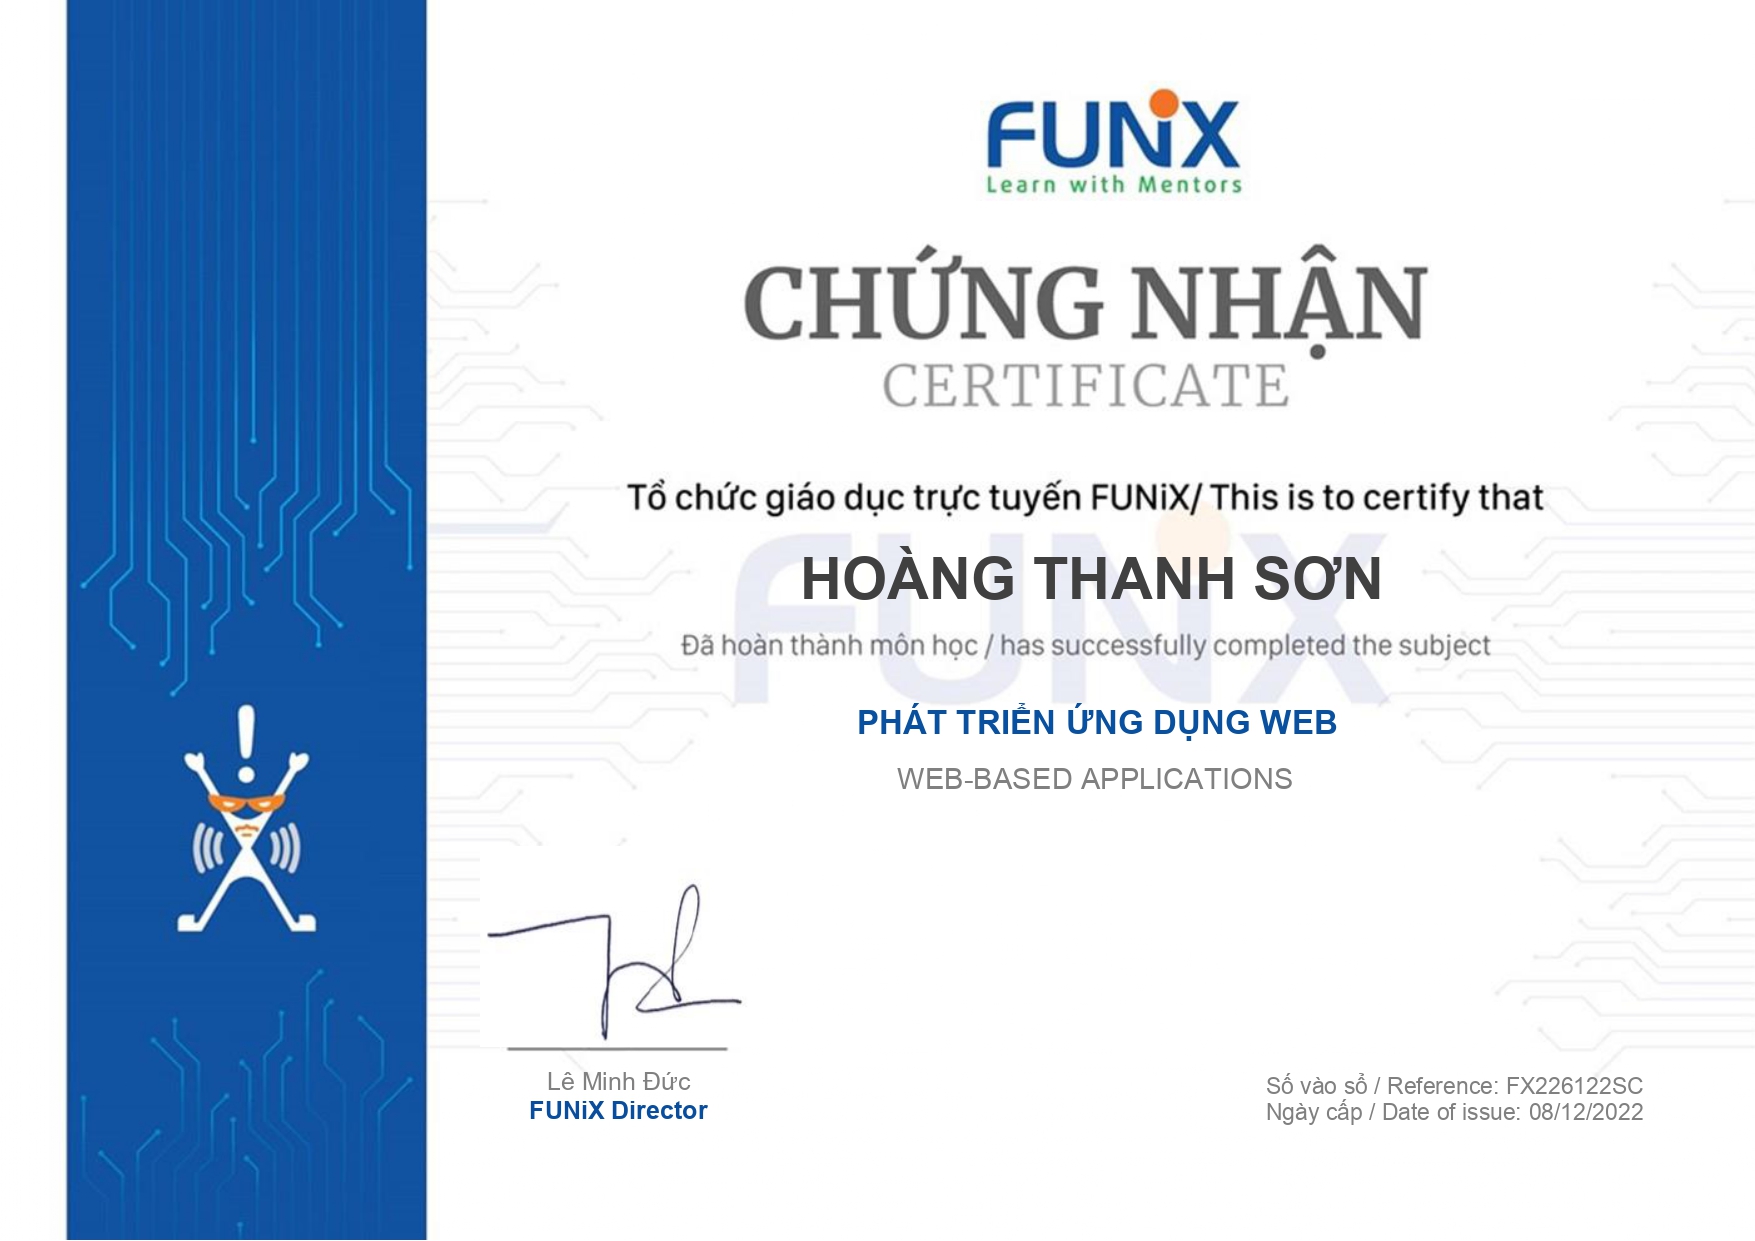 FUNiX
Learn with Mentors
CHỨNG NHẬN
CERTIFICATE
Tổ chức giáo dục trực tuyến FUNiX/ This is to certify that
FUNiX
HOÀNG THANH SƠN
Đã hoàn thành môn học / has successfully completed the subject
PHÁT TRIỂN ỨNG DỤNG WEB
WEB-BASED APPLICATIONS
Lê Minh Đức
FUNiX Director
Số vào sổ / Reference: FX226122SC
Ngày cấp / Date of issue: 08/12/2022